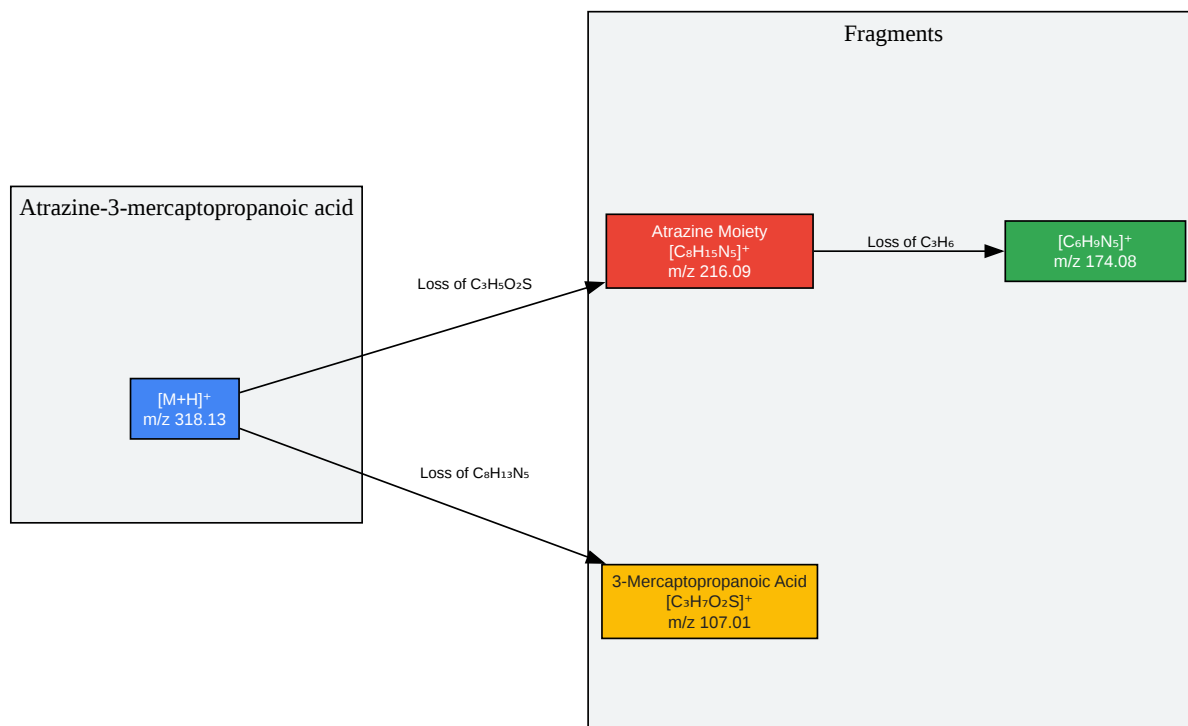 Fragments
Atrazine-3-mercaptopropanoic acid
[M+H]⁺
m/z 318.13
Loss of C₃H₅O₂S
Loss of C₈H₁₃N₅
Atrazine Moiety
[C₈H₁₅N₅]⁺
m/z 216.09
Loss of C₃H₆
[C₆H₉N₅]⁺
m/z 174.08
3-Mercaptopropanoic Acid
[C₃H₇O₂S]⁺
m/z 107.01